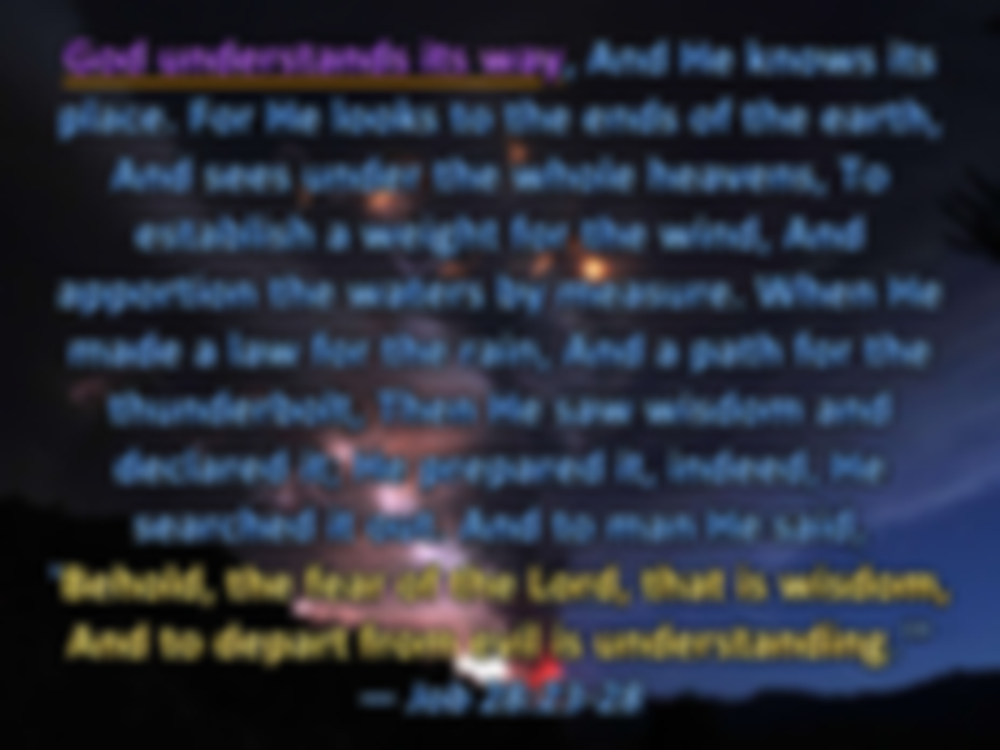 God understands its way, And He knows its
place. For He looks to the ends of the earth,
And sees under the whole heavens, To
establish a weight for the wind, And
apportion the waters by measure. When He
made a law for the rain, And a path for the
thunderbolt, Then He saw wisdom and
declared it; He prepared it, indeed, He
searched it out. And to man He said,
"Behold, the fear of the Lord, that is wisdom,
And to depart from evil is understanding
— Job 28:23-28